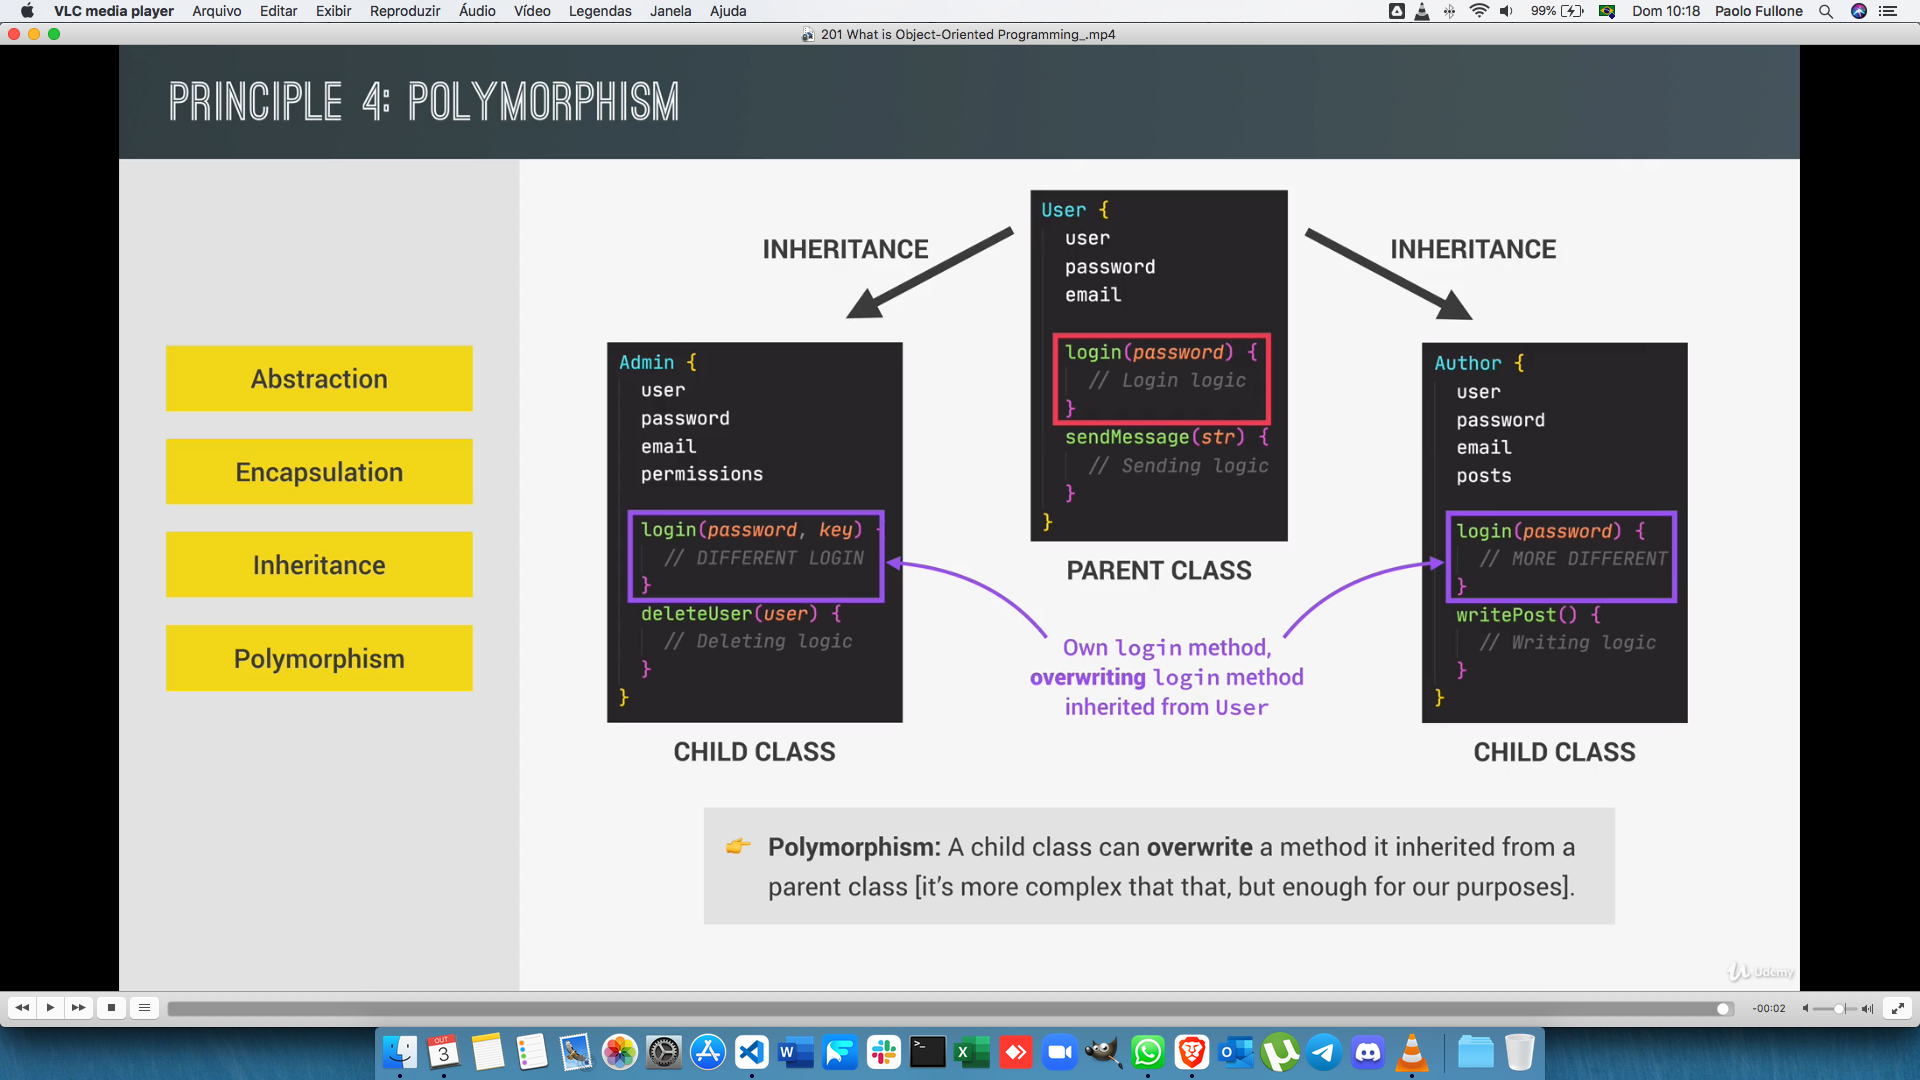 VLC media player Arquivo Editar Exibir Reproduzir Áudio Vídeo Legendas Janela Ajuda 99% Dom 10:18 Paolo Fullone
201 What is Object-Oriented Programming_.mp4
PRINCIPLE 4: POLYMORPHISM
Abstraction
Encapsulation
Inheritance
Polymorphism
INHERITANCE
INHERITANCE
User {
user
password
email
login(password) {
// Login logic
}
sendMessage(str) {
// Sending logic
}
}
PARENT CLASS
Admin {
user
password
email
permissions
login(password, key) {
// DIFFERENT LOGIN
}
deleteUser(user) {
// Deleting logic
}
}
CHILD CLASS
Author {
user
password
email
posts
login(password) {
// MORE DIFFERENT
}
writePost() {
// Writing logic
}
}
CHILD CLASS
Own login method,
overwriting login method
inherited from User
👉 Polymorphism: A child class can overwrite a method it inherited from a
parent class [it's more complex that that, but enough for our purposes].
Udemy
-00:02
OUT
3